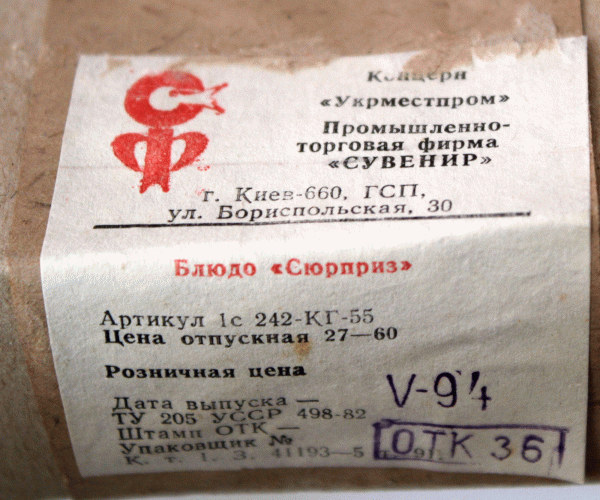 Концерн
«Укрместпром»
Промышленно-
торговая фирма
«СУВЕНИР»
г. Киев-660, ГСП,
ул. Бориспольская, 30
Блюдо «Сюрприз»
Артикул 1с 242-КГ-55
Цена отпускная 27—60
Розничная цена
Дата выпуска — V-94
ТУ 205 УССР 498-82
Штамп ОТК — ОТК 36
Упаковщик №
К. т. 1. З. 41193—5